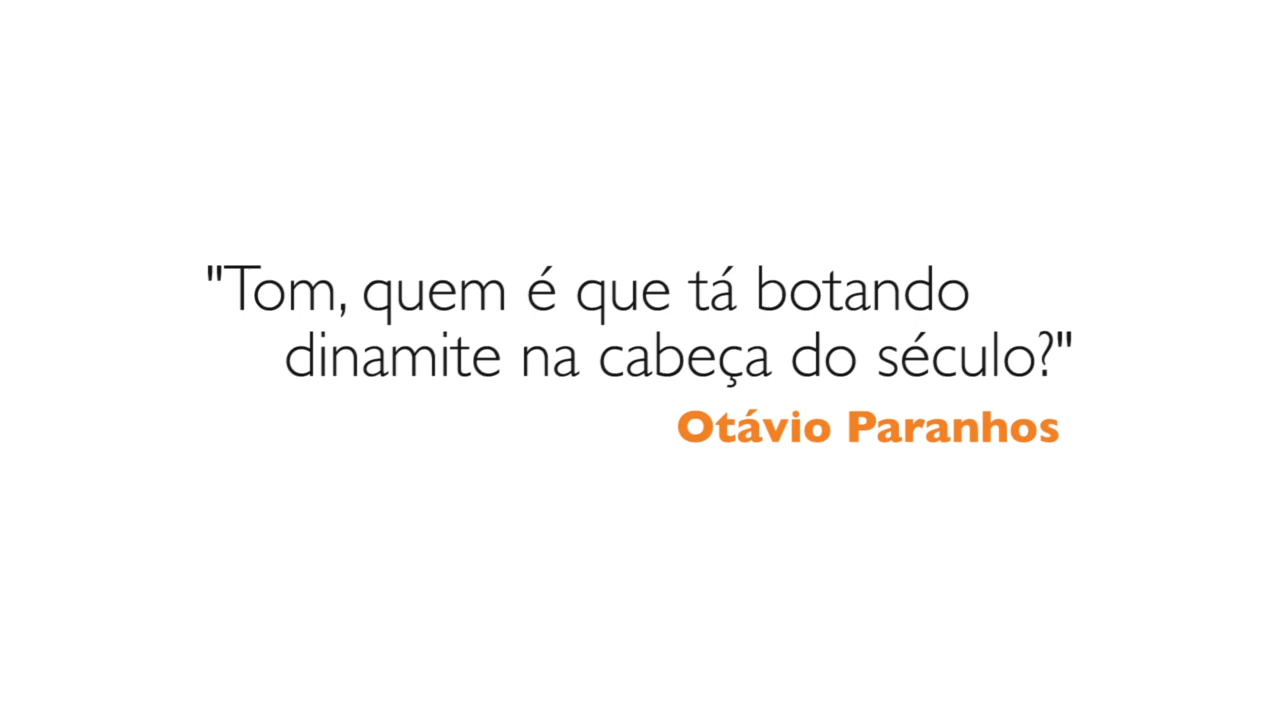 "Tom, quem é que tá botando
dinamite na cabeça do século?"
Otávio Paranhos